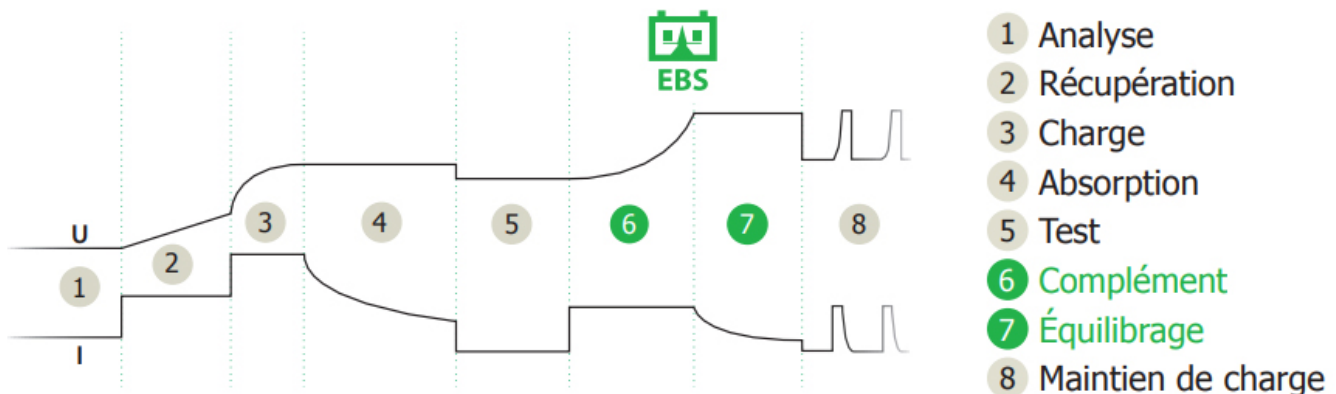 EBS
U
I
1
2
3
4
5
6
7
8
1 Analyse
2 Récupération
3 Charge
4 Absorption
5 Test
6 Complément
7 Équilibrage
8 Maintien de charge